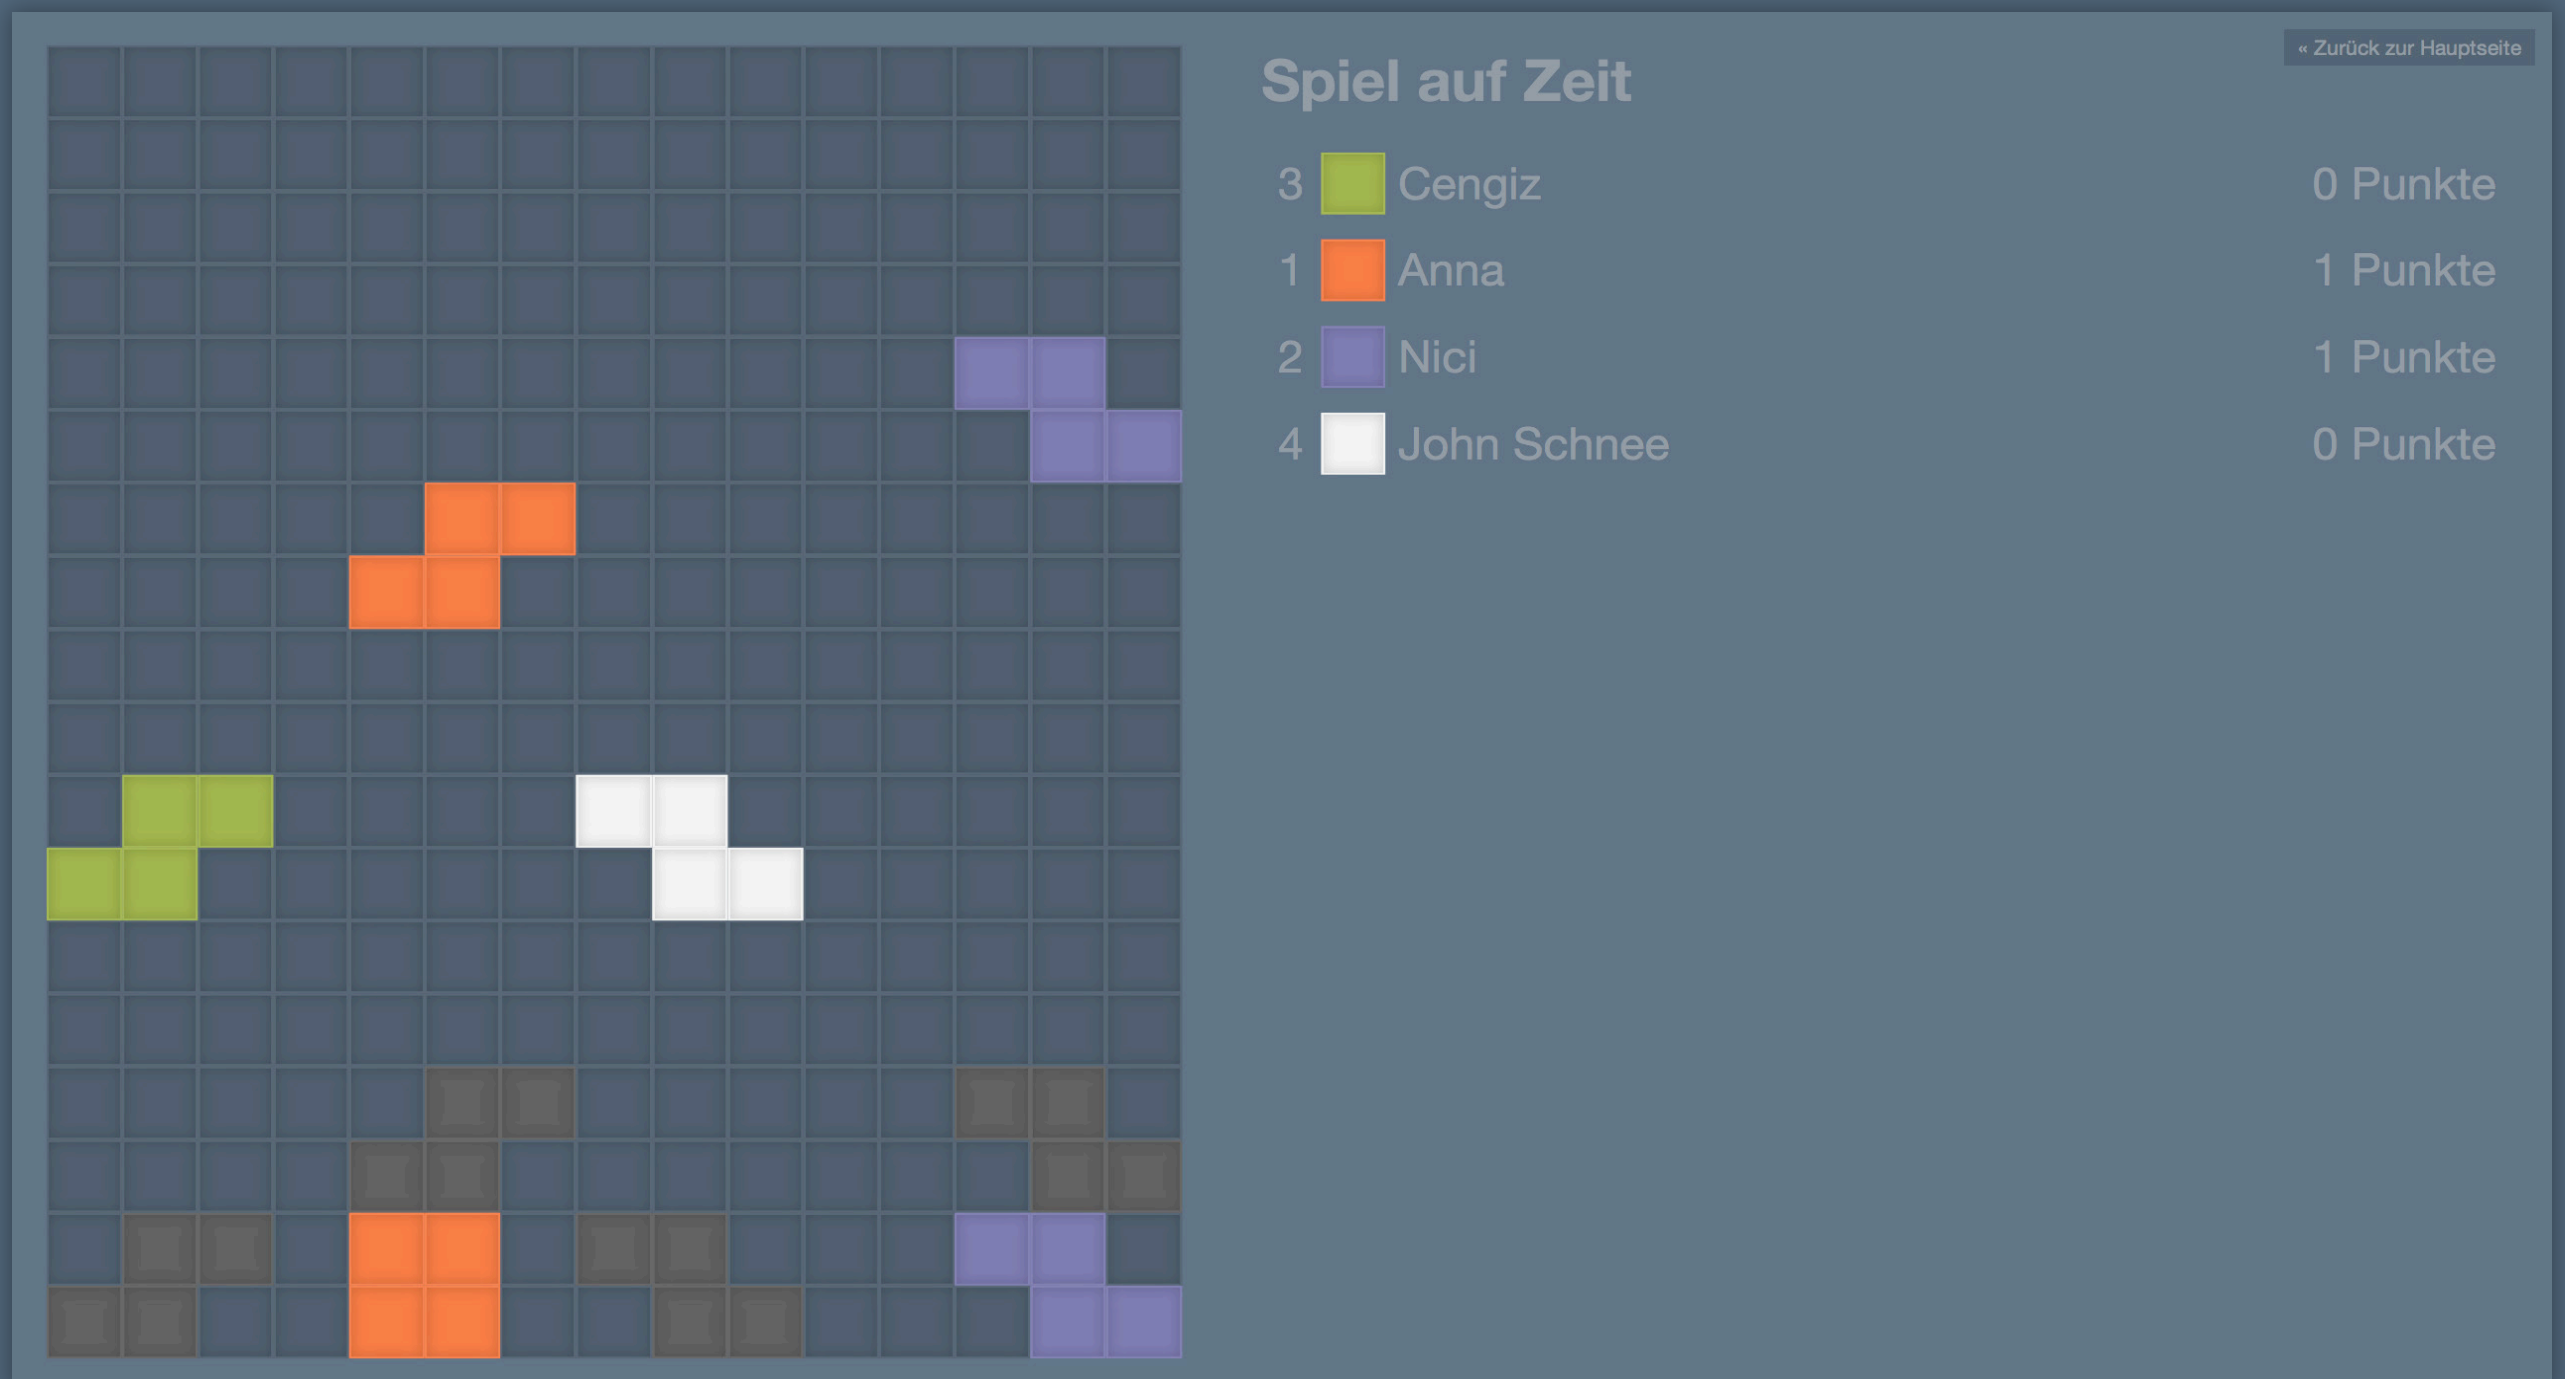 « Zurück zur Hauptseite
Spiel auf Zeit
3 Cengiz 0 Punkte
1 Anna 1 Punkte
2 Nici 1 Punkte
4 John Schnee 0 Punkte